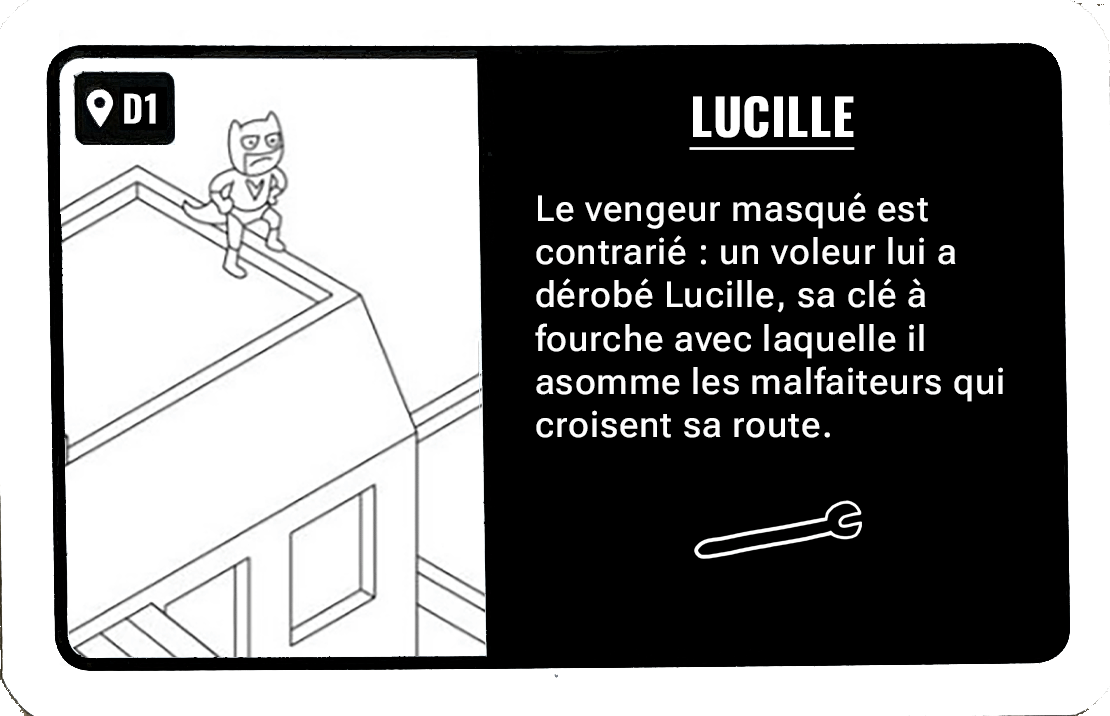 D1
LUCILLE
Le vengeur masqué est
contrarié : un voleur lui a
dérobé Lucille, sa clé à
fourche avec laquelle il
asomme les malfaiteurs qui
croisent sa route.